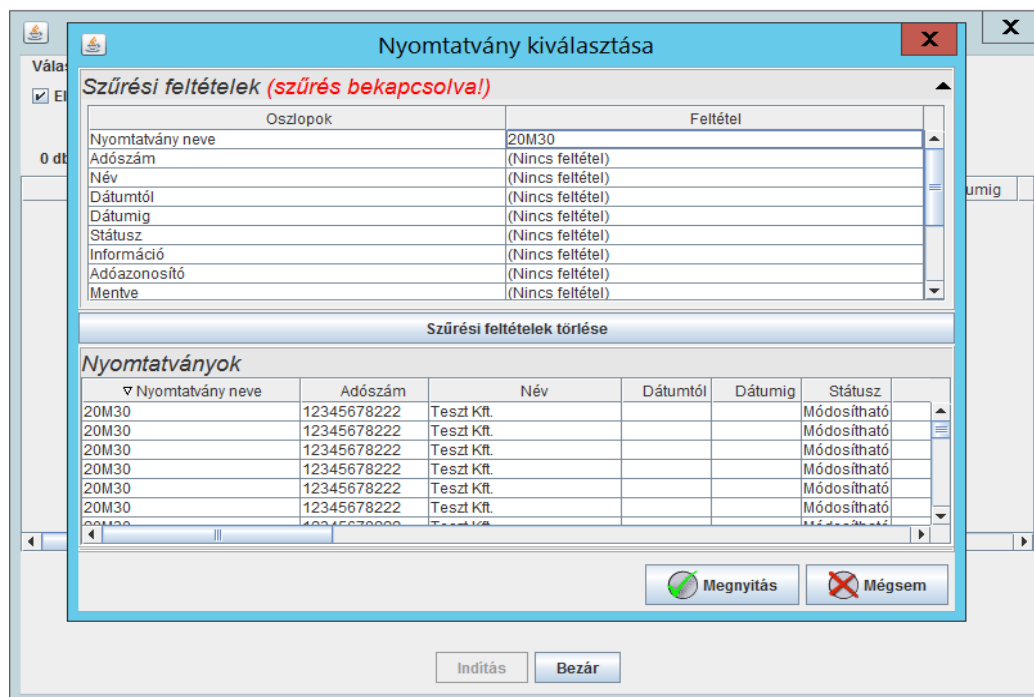 X
Nyomtatvány kiválasztása
X
Szűrési feltételek (szűrés bekapcsolva!)
Oszlopok Feltétel
Nyomtatvány neve 20M30
Adószám (Nincs feltétel)
Név (Nincs feltétel)
Dátumtól (Nincs feltétel)
Dátumig (Nincs feltétel)
Státusz (Nincs feltétel)
Információ (Nincs feltétel)
Adóazonosító (Nincs feltétel)
Mentve (Nincs feltétel)
Szűrési feltételek törlése
Nyomtatványok
Nyomtatvány neve Adószám Név Dátumtól Dátumig Státusz
20M30 12345678222 Teszt Kft. Módosítható
20M30 12345678222 Teszt Kft. Módosítható
20M30 12345678222 Teszt Kft. Módosítható
20M30 12345678222 Teszt Kft. Módosítható
20M30 12345678222 Teszt Kft. Módosítható
20M30 12345678222 Teszt Kft. Módosítható
Megnyitás Mégsem
Válas
El
0 db
umig
Indítás Bezár